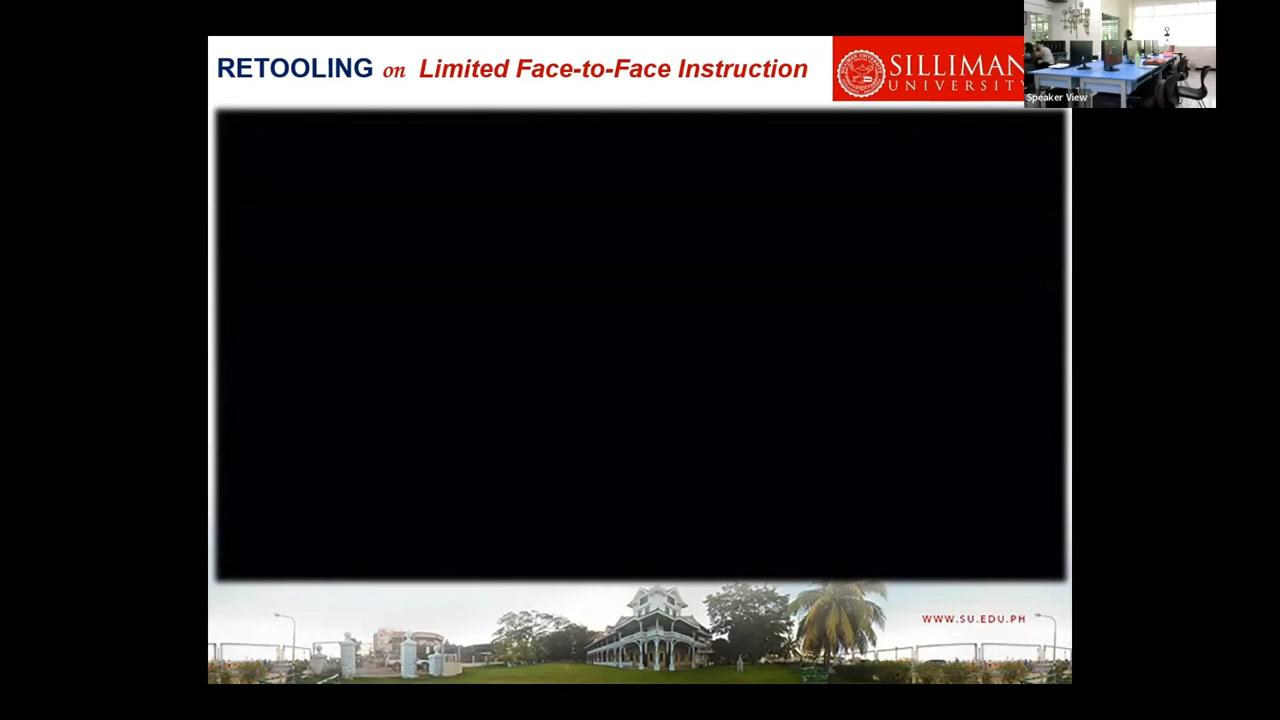 RETOOLING on Limited Face-to-Face Instruction
SILLIMAN
UNIVERSITY
Speaker View
WWW.SU.EDU.PH